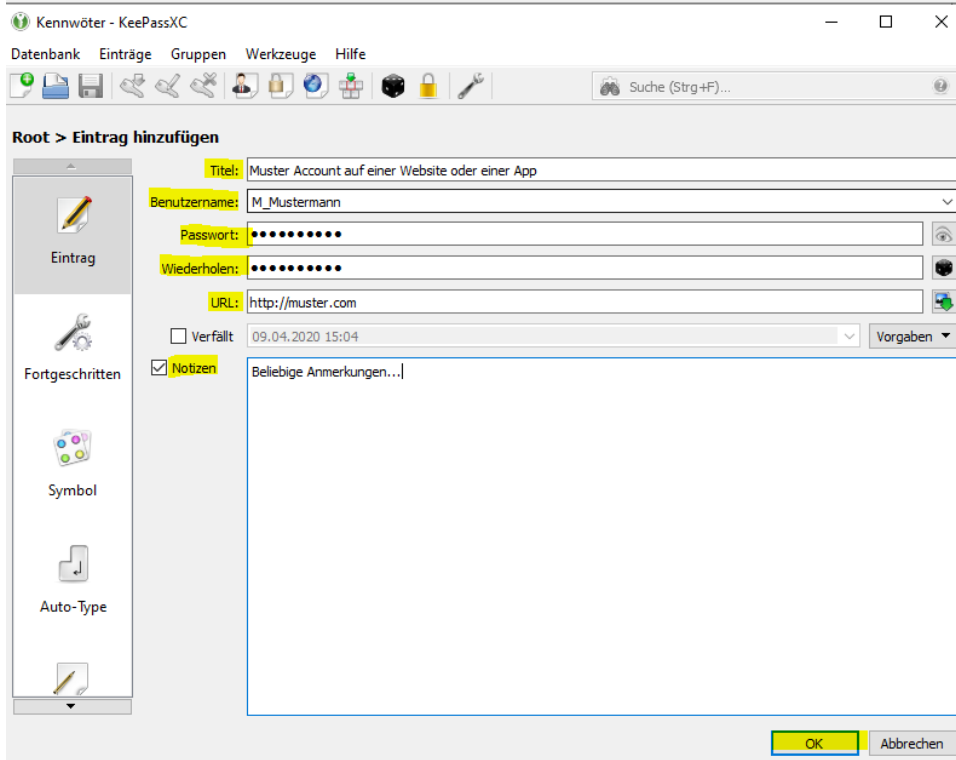 Kennwöter - KeePassXC
Datenbank Einträge Gruppen Werkzeuge Hilfe
Suche (Strg+F)...
Root > Eintrag hinzufügen
Titel: Muster Account auf einer Website oder einer App
Benutzername: M_Mustermann
Passwort: ●●●●●●●●●●
Wiederholen: ●●●●●●●●●●
URL: http://muster.com
Verfällt 09.04.2020 15:04 Vorgaben
Notizen Beliebige Anmerkungen...
Eintrag
Fortgeschritten
Symbol
Auto-Type
OK Abbrechen